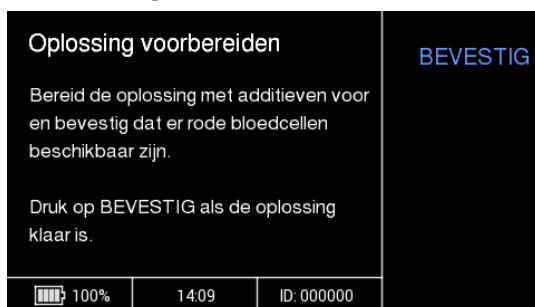 Oplossing voorbereiden
BEVESTIG
Bereid de oplossing met additieven voor
en bevestig dat er rode bloedcellen
beschikbaar zijn.
Druk op BEVESTIG als de oplossing
klaar is.
100%
14:09
ID: 000000